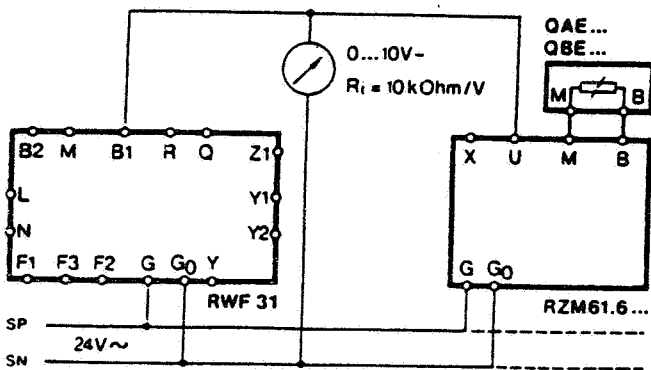 QAE...
QBE...
0...10V-
Ri = 10kOhm/V
M B
B2 M B1 R Q Z1
X U M B
L Y1
N Y2
F1 F3 F2 G G0 Y
G G0
RWF 31
RZM61.6...
SP
24V~
SN